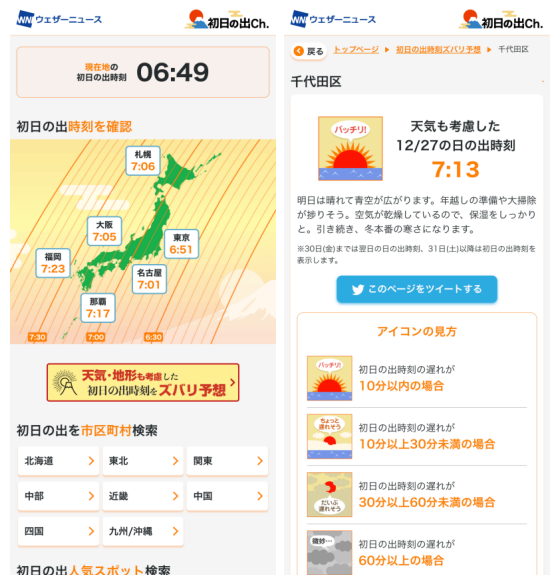 ウェザーニュース
初日の出Ch.
現在地の
初日の出時刻
06:49
初日の出時刻を確認
札幌
7:06
大阪
7:05
東京
6:51
福岡
7:23
名古屋
7:01
那覇
7:17
7:30
7:00
6:30
天気・地形も考慮した
初日の出時刻をズバリ予想
初日の出を市区町村検索
北海道
東北
関東
中部
近畿
中国
四国
九州/沖縄
初日の出人気スポット検索
ウェザーニュース
初日の出Ch.
戻る
トップページ
初日の出時刻ズバリ予想
千代田区
千代田区
バッチリ!
天気も考慮した
12/27の日の出時刻
7:13
明日は晴れて青空が広がります。年越しの準備や大掃除
が捗りそう。空気が乾燥しているので、保湿をしっかり
と。引き続き、冬本番の寒さになります。
※30日(金)までは翌日の日の出時刻、31日(土)以降は初日の出時刻を
表示します。
このページをツイートする
アイコンの見方
バッチリ!
初日の出時刻の遅れが
10分以内の場合
ちょっと
遅れそう
初日の出時刻の遅れが
10分以上30分未満の場合
だいぶ
遅れそう
初日の出時刻の遅れが
30分以上60分未満の場合
微妙…
初日の出時刻の遅れが
60分以上の場合